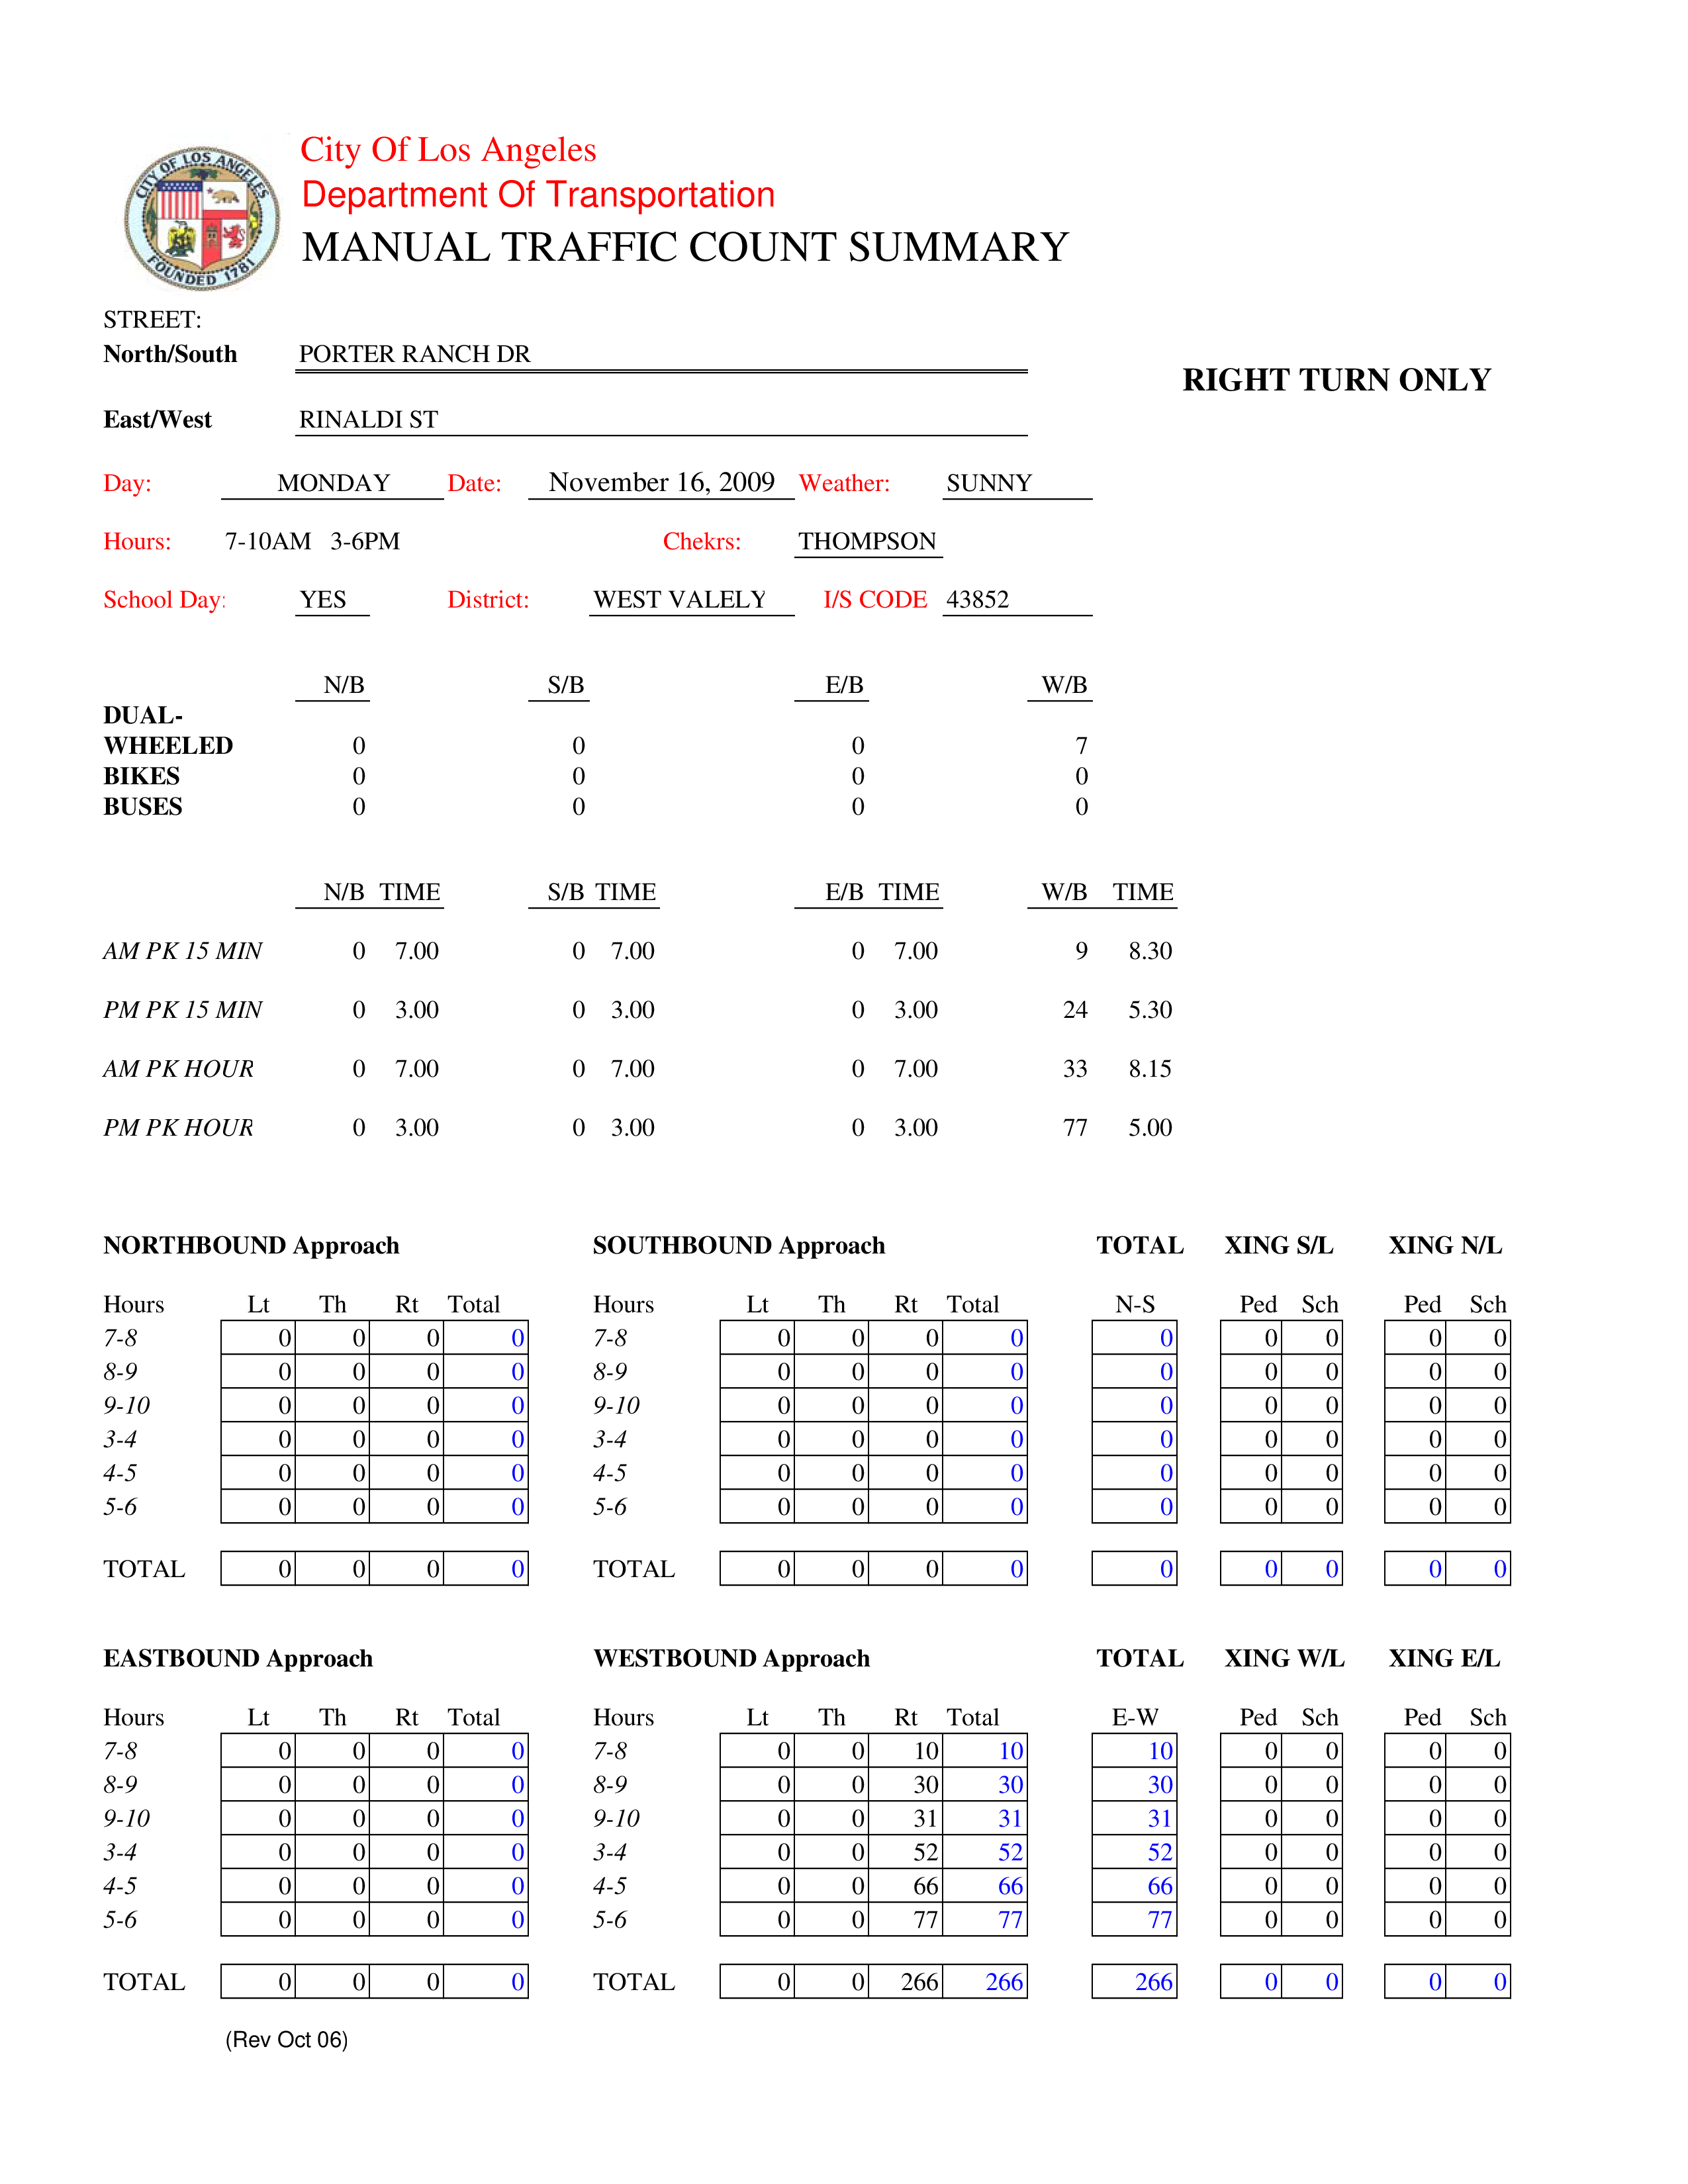 CITY OF LOS ANGELES
FOUNDED 1781
City Of Los Angeles
Department Of Transportation
MANUAL TRAFFIC COUNT SUMMARY
STREET:
North/South PORTER RANCH DR
RIGHT TURN ONLY
East/West RINALDI ST
Day: MONDAY Date: November 16, 2009 Weather: SUNNY
Hours: 7-10AM 3-6PM Chekrs: THOMPSON
School Day: YES District: WEST VALELY I/S CODE 43852
N/B S/B E/B W/B
DUAL-
WHEELED 0 0 0 7
BIKES 0 0 0 0
BUSES 0 0 0 0
N/B TIME S/B TIME E/B TIME W/B TIME
AM PK 15 MIN 0 7.00 0 7.00 0 7.00 9 8.30
PM PK 15 MIN 0 3.00 0 3.00 0 3.00 24 5.30
AM PK HOUR 0 7.00 0 7.00 0 7.00 33 8.15
PM PK HOUR 0 3.00 0 3.00 0 3.00 77 5.00
NORTHBOUND Approach SOUTHBOUND Approach TOTAL XING S/L XING N/L
Hours Lt Th Rt Total Hours Lt Th Rt Total N-S Ped Sch Ped Sch
7-8 0 0 0 0 7-8 0 0 0 0 0 0 0 0 0
8-9 0 0 0 0 8-9 0 0 0 0 0 0 0 0 0
9-10 0 0 0 0 9-10 0 0 0 0 0 0 0 0 0
3-4 0 0 0 0 3-4 0 0 0 0 0 0 0 0 0
4-5 0 0 0 0 4-5 0 0 0 0 0 0 0 0 0
5-6 0 0 0 0 5-6 0 0 0 0 0 0 0 0 0
TOTAL 0 0 0 0 TOTAL 0 0 0 0 0 0 0 0 0
EASTBOUND Approach WESTBOUND Approach TOTAL XING W/L XING E/L
Hours Lt Th Rt Total Hours Lt Th Rt Total E-W Ped Sch Ped Sch
7-8 0 0 0 0 7-8 0 0 10 10 10 0 0 0 0
8-9 0 0 0 0 8-9 0 0 30 30 30 0 0 0 0
9-10 0 0 0 0 9-10 0 0 31 31 31 0 0 0 0
3-4 0 0 0 0 3-4 0 0 52 52 52 0 0 0 0
4-5 0 0 0 0 4-5 0 0 66 66 66 0 0 0 0
5-6 0 0 0 0 5-6 0 0 77 77 77 0 0 0 0
TOTAL 0 0 0 0 TOTAL 0 0 266 266 266 0 0 0 0
(Rev Oct 06)